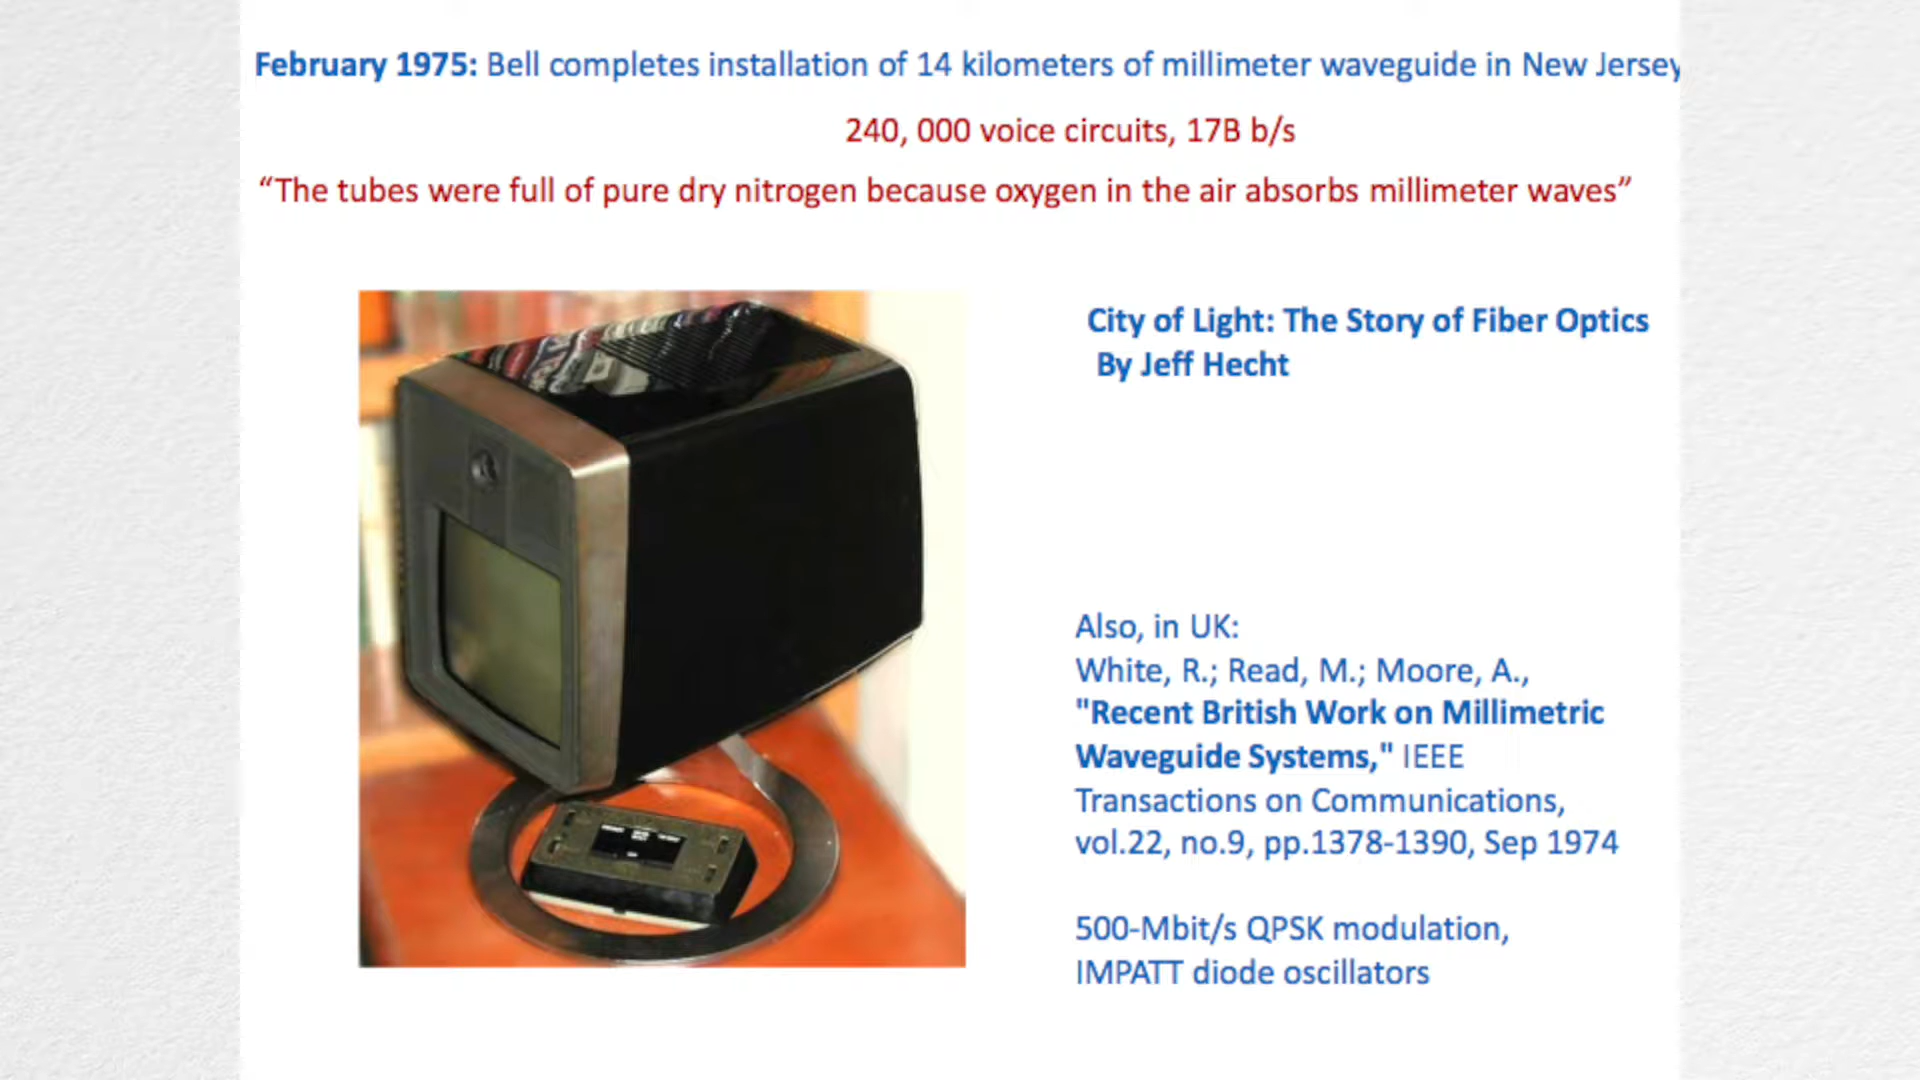 February 1975: Bell completes installation of 14 kilometers of millimeter waveguide in New Jersey
240, 000 voice circuits, 17B b/s
“The tubes were full of pure dry nitrogen because oxygen in the air absorbs millimeter waves”
City of Light: The Story of Fiber Optics
By Jeff Hecht
Also, in UK:
White, R.; Read, M.; Moore, A.,
"Recent British Work on Millimetric
Waveguide Systems," IEEE
Transactions on Communications,
vol.22, no.9, pp.1378-1390, Sep 1974
500-Mbit/s QPSK modulation,
IMPATT diode oscillators